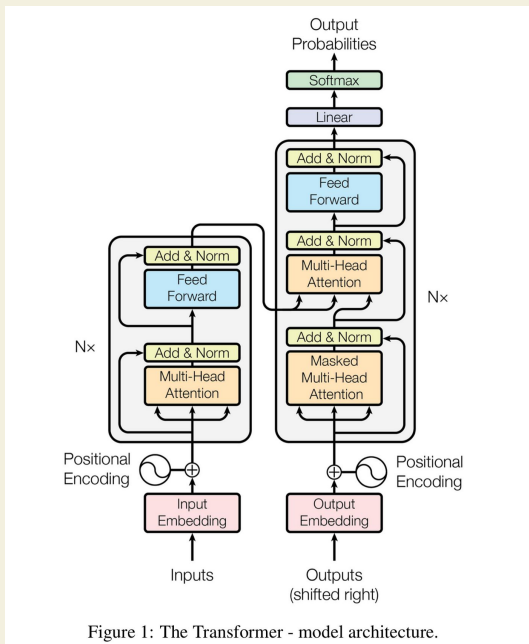 Output
Probabilities
Softmax
Linear
Add & Norm
Feed
Forward
Add & Norm
Multi-Head
Attention
Add & Norm
Masked
Multi-Head
Attention
Nx
Add & Norm
Feed
Forward
Add & Norm
Multi-Head
Attention
Nx
Positional
Encoding
Positional
Encoding
Input
Embedding
Output
Embedding
Inputs
Outputs
(shifted right)
Figure 1: The Transformer - model architecture.